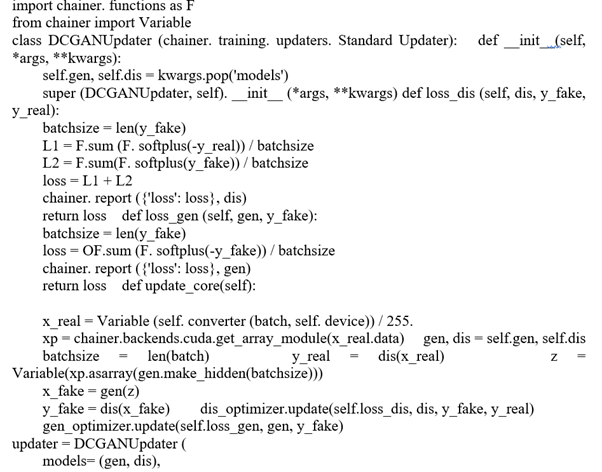 import chainer. functions as F
from chainer import Variable
class DCGANUpdater (chainer. training. updaters. Standard Updater): def __init__(self,
*args, **kwargs):
self.gen, self.dis = kwargs.pop('models')
super (DCGANUpdater, self). __init__ (*args, **kwargs) def loss_dis (self, dis, y_fake,
y_real):
batchsize = len(y_fake)
L1 = F.sum (F. softplus(-y_real)) / batchsize
L2 = F.sum(F. softplus(y_fake)) / batchsize
loss = L1 + L2
chainer. report ({'loss': loss}, dis)
return loss def loss_gen (self, gen, y_fake):
batchsize = len(y_fake)
loss = OF.sum (F. softplus(-y_fake)) / batchsize
chainer. report ({'loss': loss}, gen)
return loss def update_core(self):
x_real = Variable (self. converter (batch, self. device)) / 255.
xp = chainer.backends.cuda.get_array_module(x_real.data) gen, dis = self.gen, self.dis
batchsize = len(batch) y_real = dis(x_real) z =
Variable(xp.asarray(gen.make_hidden(batchsize)))
x_fake = gen(z)
y_fake = dis(x_fake) dis_optimizer.update(self.loss_dis, dis, y_fake, y_real)
gen_optimizer.update(self.loss_gen, gen, y_fake)
updater = DCGANUpdater (
models= (gen, dis),